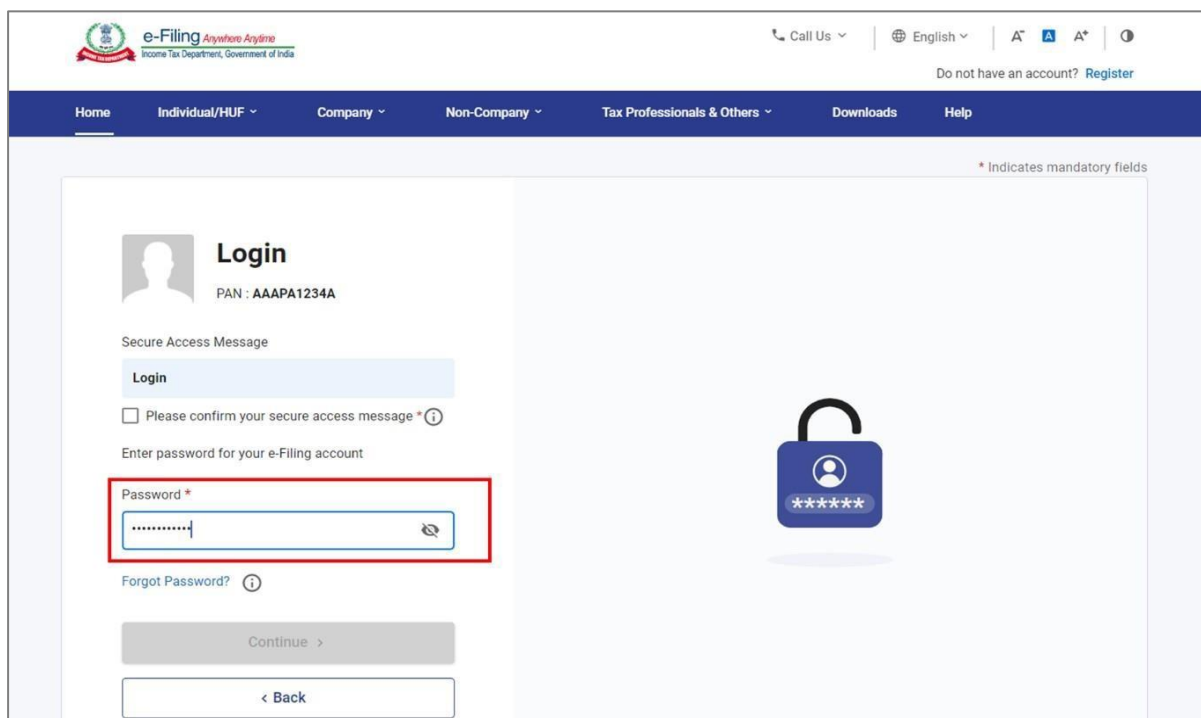 e-Filing Anywhere Anytime
Income Tax Department, Government of India
Call Us
English
A- A A+
Do not have an account? Register
Home Individual/HUF Company Non-Company Tax Professionals & Others Downloads Help
* Indicates mandatory fields
Login
PAN : AAAPA1234A
Secure Access Message
Login
Please confirm your secure access message *
Enter password for your e-Filing account
Password *
••••••••••••
******
Forgot Password?
Continue >
< Back